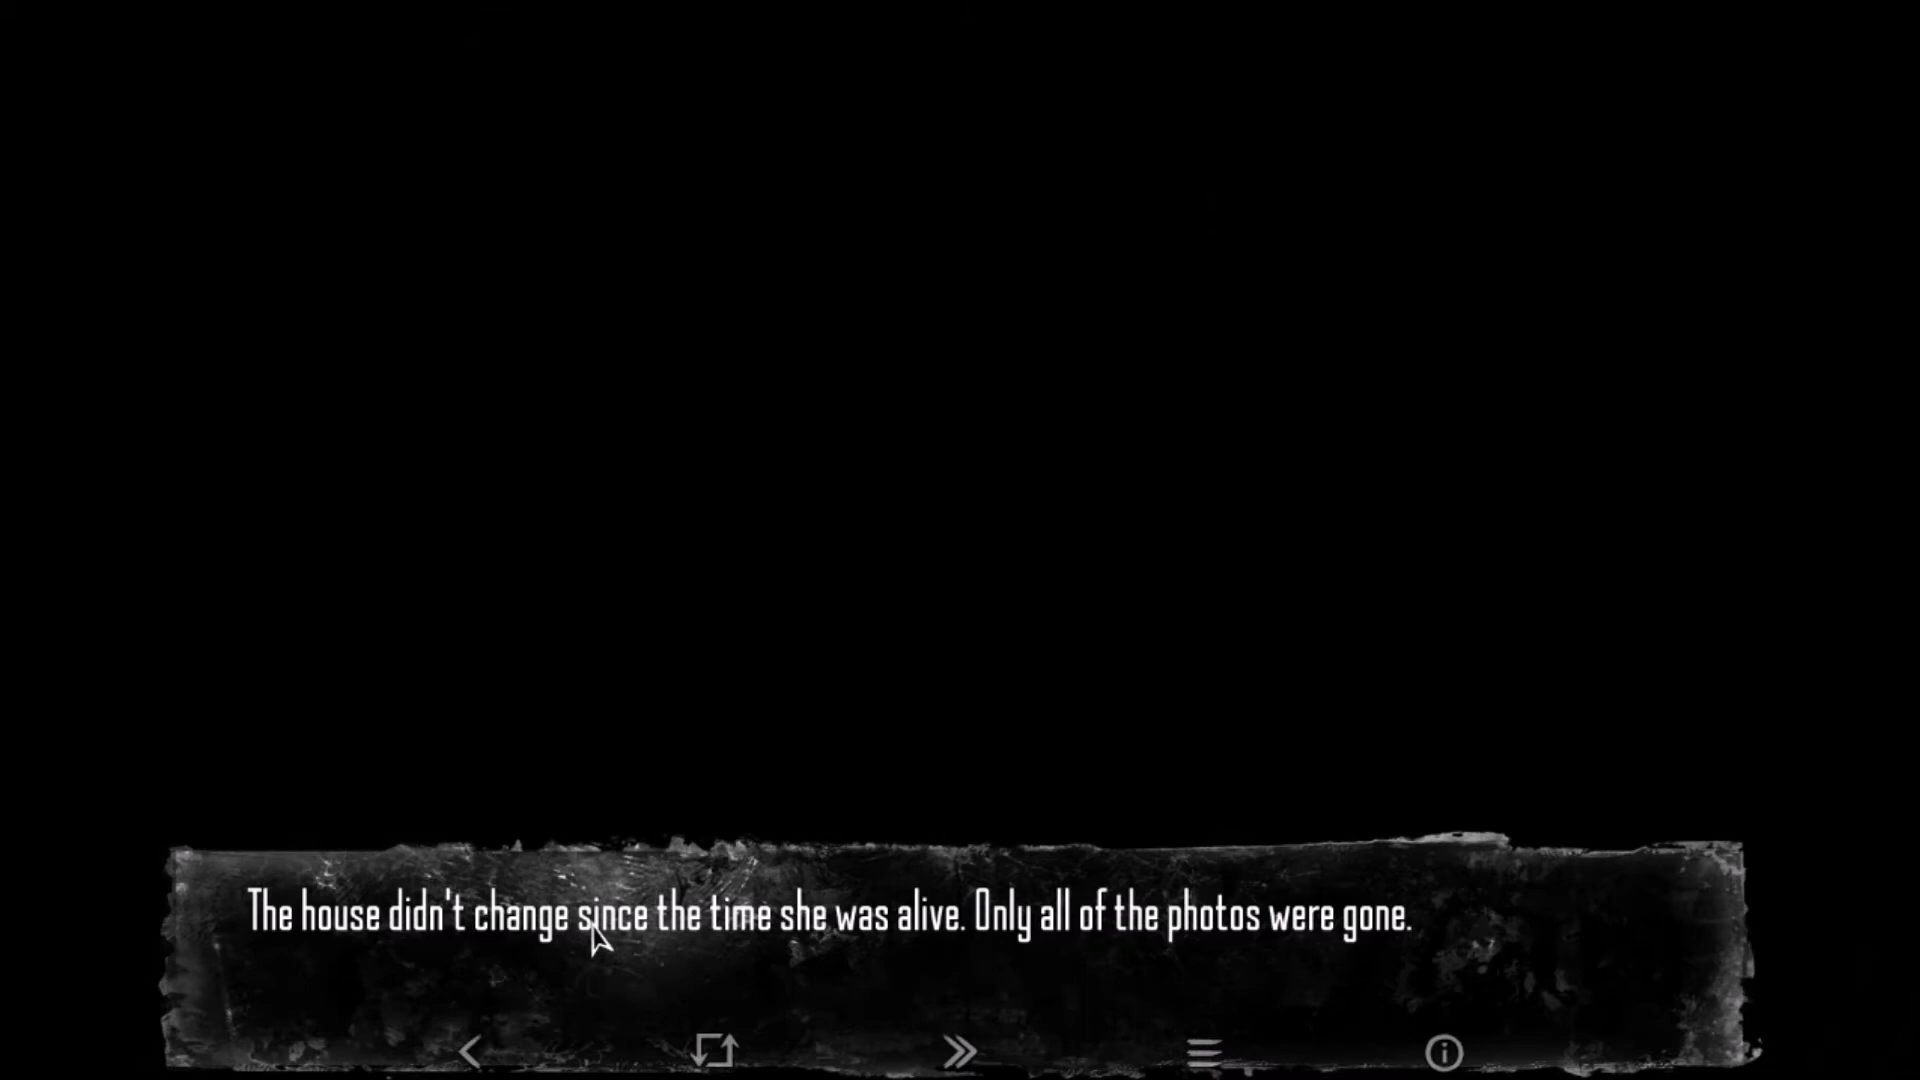 The house didn't change since the time she was alive. Only all of the photos were gone.